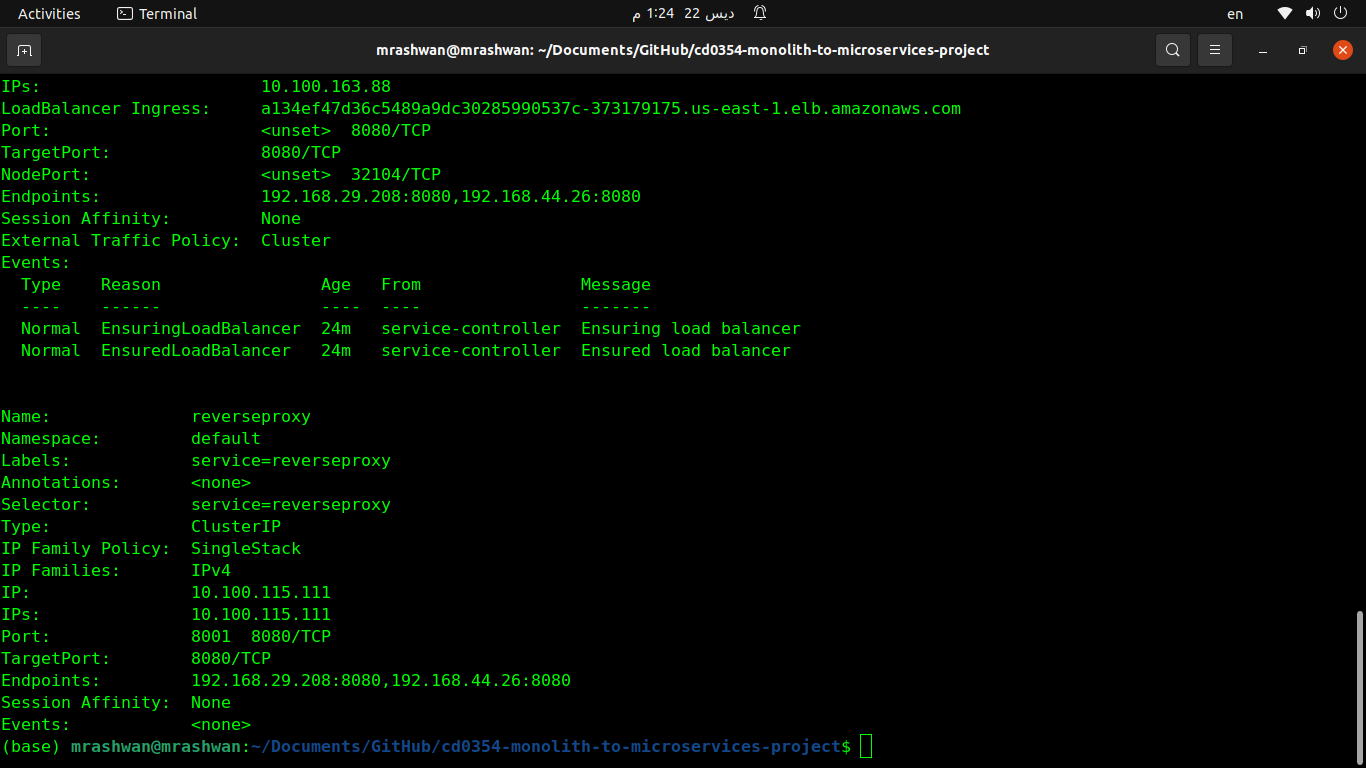 Activities Terminal ديس 22 1:24 م en
mrashwan@mrashwan: ~/Documents/GitHub/cd0354-monolith-to-microservices-project
IPs: 10.100.163.88
LoadBalancer Ingress: a134ef47d36c5489a9dc30285990537c-373179175.us-east-1.elb.amazonaws.com
Port: <unset> 8080/TCP
TargetPort: 8080/TCP
NodePort: <unset> 32104/TCP
Endpoints: 192.168.29.208:8080,192.168.44.26:8080
Session Affinity: None
External Traffic Policy: Cluster
Events:
Type Reason Age From Message
---- ------ ---- ---- -------
Normal EnsuringLoadBalancer 24m service-controller Ensuring load balancer
Normal EnsuredLoadBalancer 24m service-controller Ensured load balancer
Name: reverseproxy
Namespace: default
Labels: service=reverseproxy
Annotations: <none>
Selector: service=reverseproxy
Type: ClusterIP
IP Family Policy: SingleStack
IP Families: IPv4
IP: 10.100.115.111
IPs: 10.100.115.111
Port: 8001 8080/TCP
TargetPort: 8080/TCP
Endpoints: 192.168.29.208:8080,192.168.44.26:8080
Session Affinity: None
Events: <none>
(base) mrashwan@mrashwan:~/Documents/GitHub/cd0354-monolith-to-microservices-project$